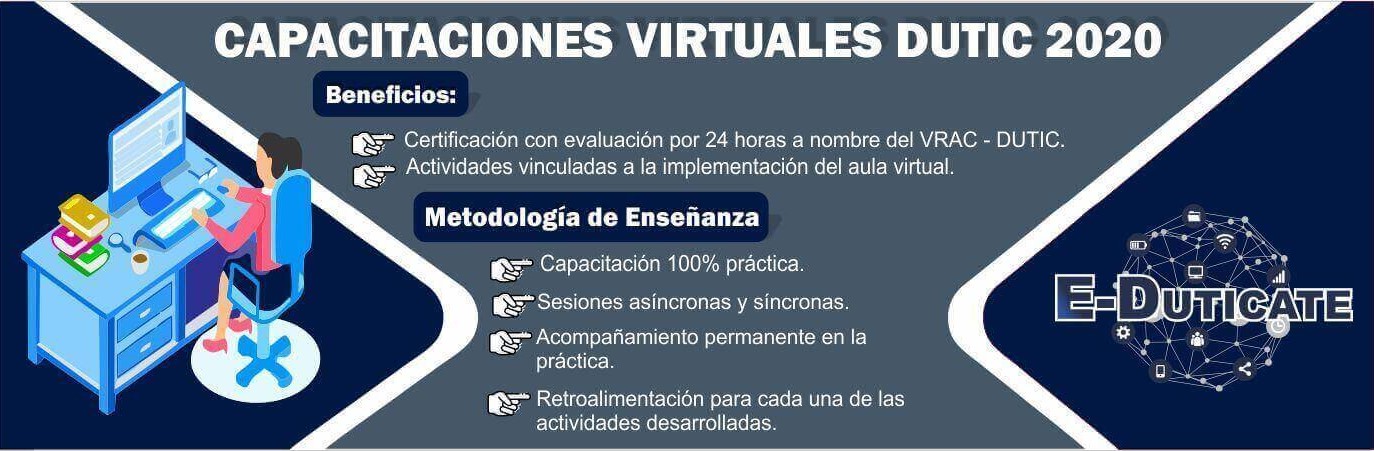 CAPACITACIONES VIRTUALES DUTIC 2020
Beneficios:
Certificación con evaluación por 24 horas a nombre del VRAC - DUTIC.
Actividades vinculadas a la implementación del aula virtual.
Metodología de Enseñanza
Capacitación 100% práctica.
Sesiones asíncronas y síncronas.
Acompañamiento permanente en la
práctica.
Retroalimentación para cada una de las
actividades desarrolladas.
E-DUTICATE